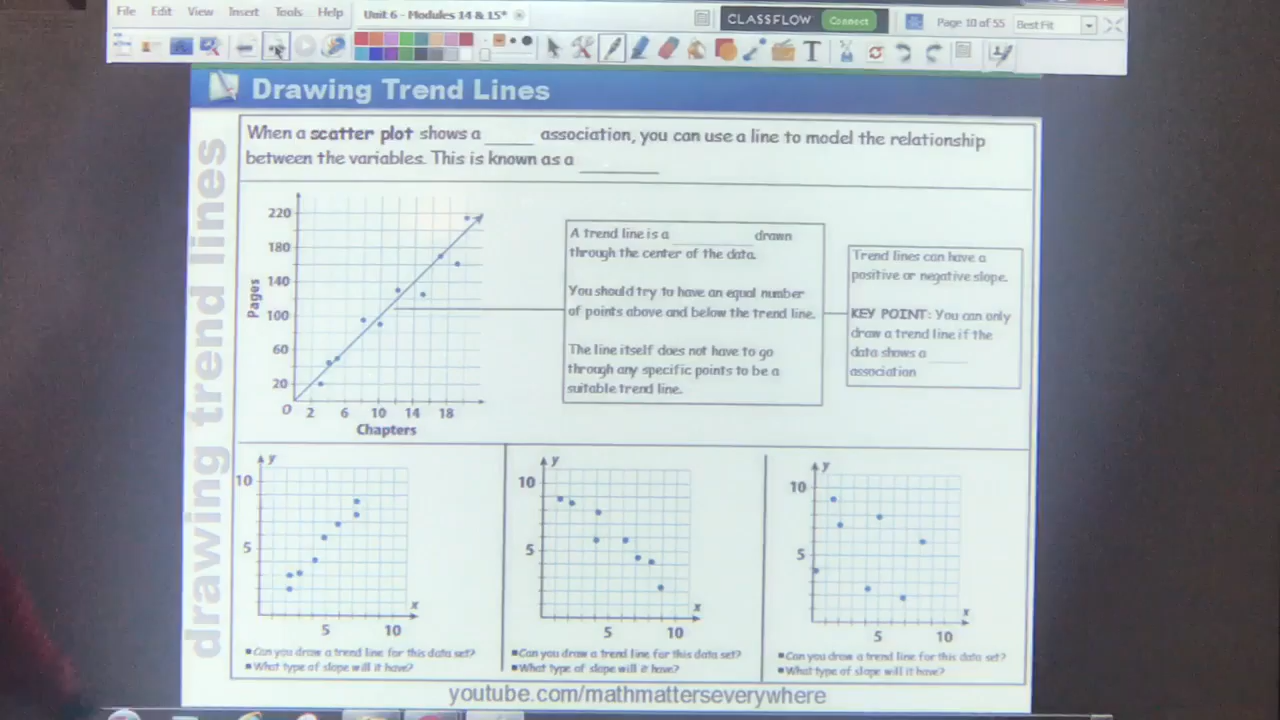 File Edit View Insert Tools Help Unit 6 - Modules 14 & 15* CLASSFLOW Connect Page 10 of 55 Best Fit
T
Drawing Trend Lines
drawing trend lines
When a scatter plot shows a _____ association, you can use a line to model the relationship
between the variables. This is known as a ________
220
180
140
100
60
20
O 2 6 10 14 18
Pages
Chapters
A trend line is a __________ drawn
through the center of the data.
You should try to have an equal number
of points above and below the trend line.
The line itself does not have to go
through any specific points to be a
suitable trend line.
Trend lines can have a
positive or negative slope.
KEY POINT: You can only
draw a trend line if the
data shows a _____
association
y
10
5
x
5 10
▪Can you draw a trend line for this data set?
▪What type of slope will it have?
y
10
5
x
5 10
▪Can you draw a trend line for this data set?
▪What type of slope will it have?
y
10
5
x
5 10
▪Can you draw a trend line for this data set?
▪What type of slope will it have?
youtube.com/mathmatterseverywhere